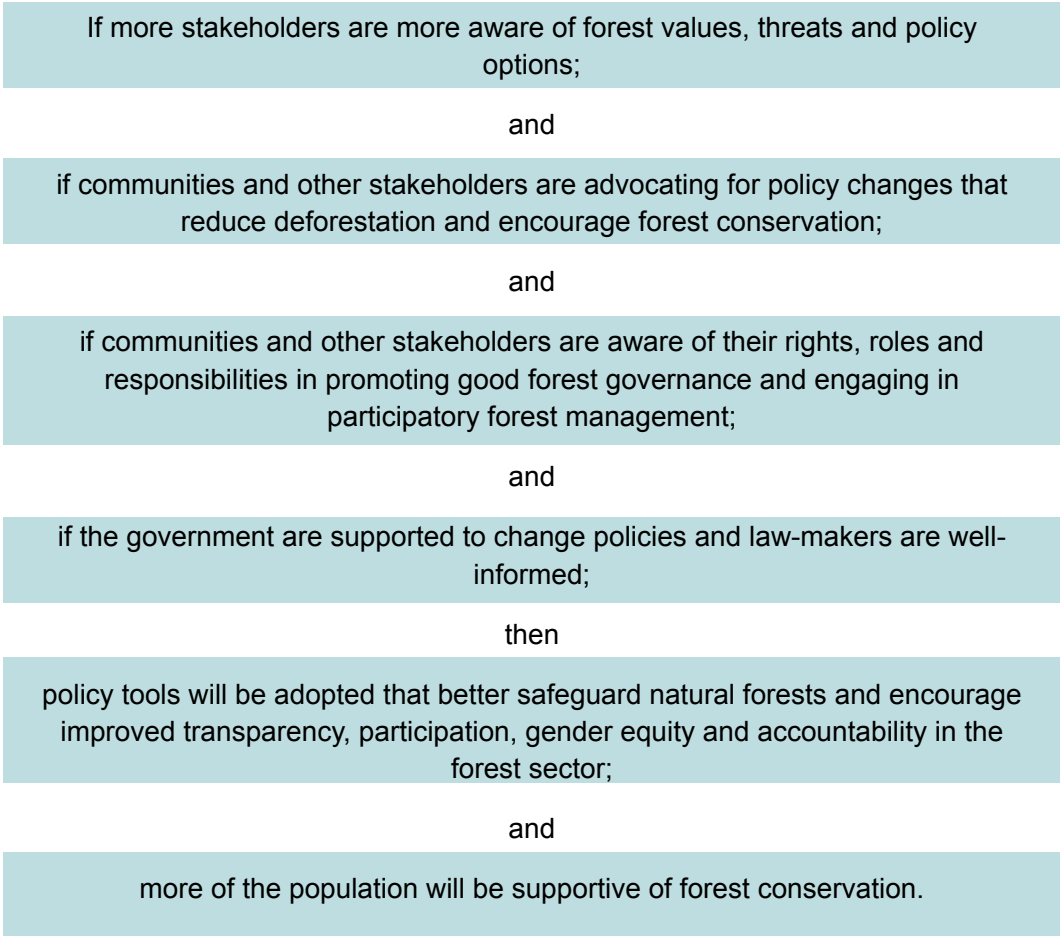 If more stakeholders are more aware of forest values, threats and policy
options;
and
if communities and other stakeholders are advocating for policy changes that
reduce deforestation and encourage forest conservation;
and
if communities and other stakeholders are aware of their rights, roles and
responsibilities in promoting good forest governance and engaging in
participatory forest management;
and
if the government are supported to change policies and law-makers are well-
informed;
then
policy tools will be adopted that better safeguard natural forests and encourage
improved transparency, participation, gender equity and accountability in the
forest sector;
and
more of the population will be supportive of forest conservation.